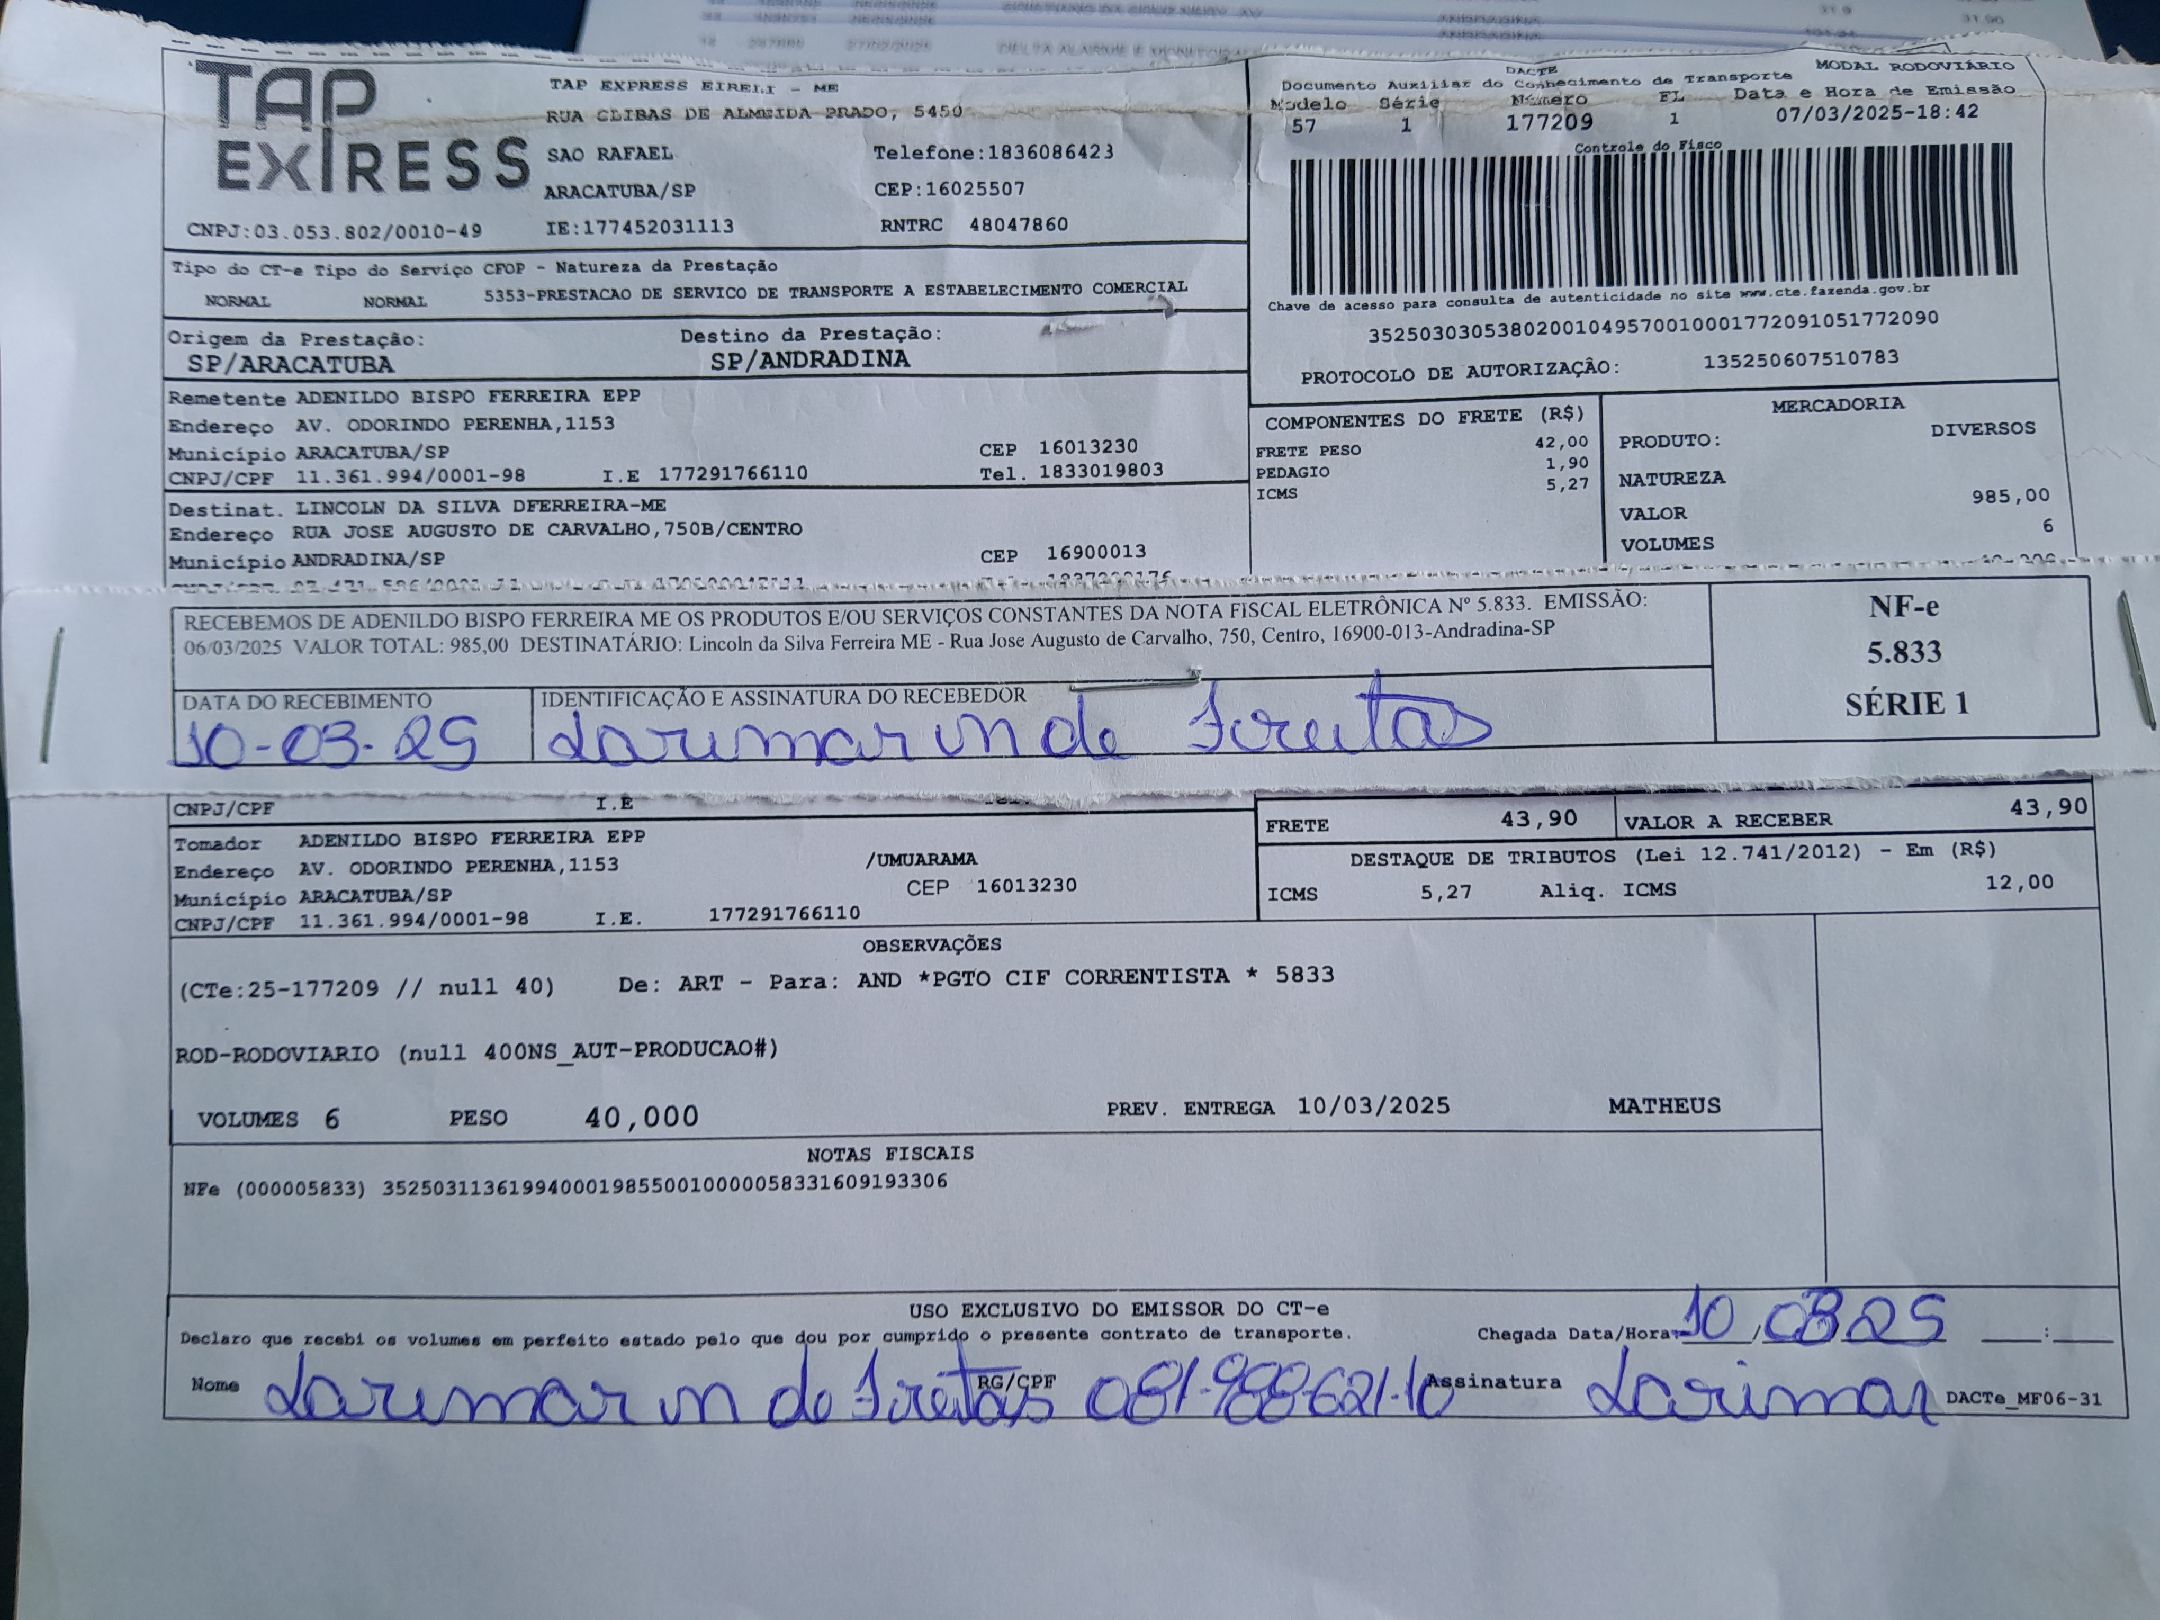 TAP
EXPRESS
TAP EXPRESS EIRELI - ME
RUA CLIBAS DE ALMEIDA PRADO, 5450
SAO RAFAEL Telefone:1836086423
ARACATUBA/SP CEP:16025507
CNPJ:03.053.802/0010-49 IE:177452031113 RNTRC 48047860
DACTE MODAL RODOVIÁRIO
Documento Auxiliar do Conhecimento de Transporte
Modelo Série Número FL Data e Hora de Emissão
57 1 177209 1 07/03/2025-18:42
Controle do Fisco
Chave de acesso para consulta de autenticidade no site www.cte.fazenda.gov.br
35250303053802001049570010001772091051772090
PROTOCOLO DE AUTORIZAÇÂO: 135250607510783
Tipo do CT-e Tipo do Serviço CFOP - Natureza da Prestação
NORMAL NORMAL 5353-PRESTACAO DE SERVICO DE TRANSPORTE A ESTABELECIMENTO COMERCIAL
Origem da Prestação: Destino da Prestação:
SP/ARACATUBA SP/ANDRADINA
Remetente ADENILDO BISPO FERREIRA EPP
Endereço AV. ODORINDO PERENHA,1153
Município ARACATUBA/SP CEP 16013230
CNPJ/CPF 11.361.994/0001-98 I.E 177291766110 Tel. 1833019803
Destinat. LINCOLN DA SILVA DFERREIRA-ME
Endereço RUA JOSE AUGUSTO DE CARVALHO,750B/CENTRO
Município ANDRADINA/SP CEP 16900013
COMPONENTES DO FRETE (R$)
FRETE PESO 42,00
PEDAGIO 1,90
ICMS 5,27
MERCADORIA
PRODUTO: DIVERSOS
NATUREZA
VALOR 985,00
VOLUMES 6
RECEBEMOS DE ADENILDO BISPO FERREIRA ME OS PRODUTOS E/OU SERVIÇOS CONSTANTES DA NOTA FISCAL ELETRÔNICA Nº 5.833. EMISSÃO:
06/03/2025 VALOR TOTAL: 985,00 DESTINATÁRIO: Lincoln da Silva Ferreira ME - Rua Jose Augusto de Carvalho, 750, Centro, 16900-013-Andradina-SP
DATA DO RECEBIMENTO IDENTIFICAÇÃO E ASSINATURA DO RECEBEDOR
10-03-25 Larimar m de Freitas
NF-e
5.833
SÉRIE 1
CNPJ/CPF I.E
Tomador ADENILDO BISPO FERREIRA EPP
Endereço AV. ODORINDO PERENHA,1153 /UMUARAMA
Município ARACATUBA/SP CEP 16013230
CNPJ/CPF 11.361.994/0001-98 I.E. 177291766110
FRETE 43,90 VALOR A RECEBER 43,90
DESTAQUE DE TRIBUTOS (Lei 12.741/2012) - Em (R$)
ICMS 5,27 Aliq. ICMS 12,00
OBSERVAÇÕES
(CTe:25-177209 // null 40) De: ART - Para: AND *PGTO CIF CORRENTISTA * 5833
ROD-RODOVIARIO (null 400NS_AUT-PRODUCAO#)
VOLUMES 6 PESO 40,000 PREV. ENTREGA 10/03/2025 MATHEUS
NOTAS FISCAIS
NFe (000005833) 35250311361994000198550010000058331609193306
USO EXCLUSIVO DO EMISSOR DO CT-e
Declaro que recebi os volumes em perfeito estado pelo que dou por cumprido o presente contrato de transporte. Chegada Data/Hora: 10/03 25 :
Nome Larimar m de Freitas RG/CPF 081-988-621-10 Assinatura Larimar DACTe_MF06-31